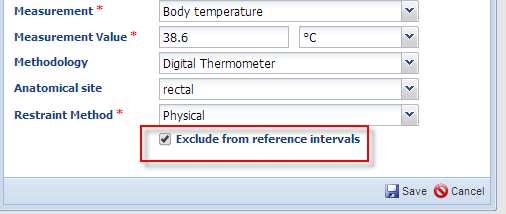 Measurement * Body temperature
Measurement Value * 38.6 °C
Methodology Digital Thermometer
Anatomical site rectal
Restraint Method * Physical
Exclude from reference intervals
Save Cancel